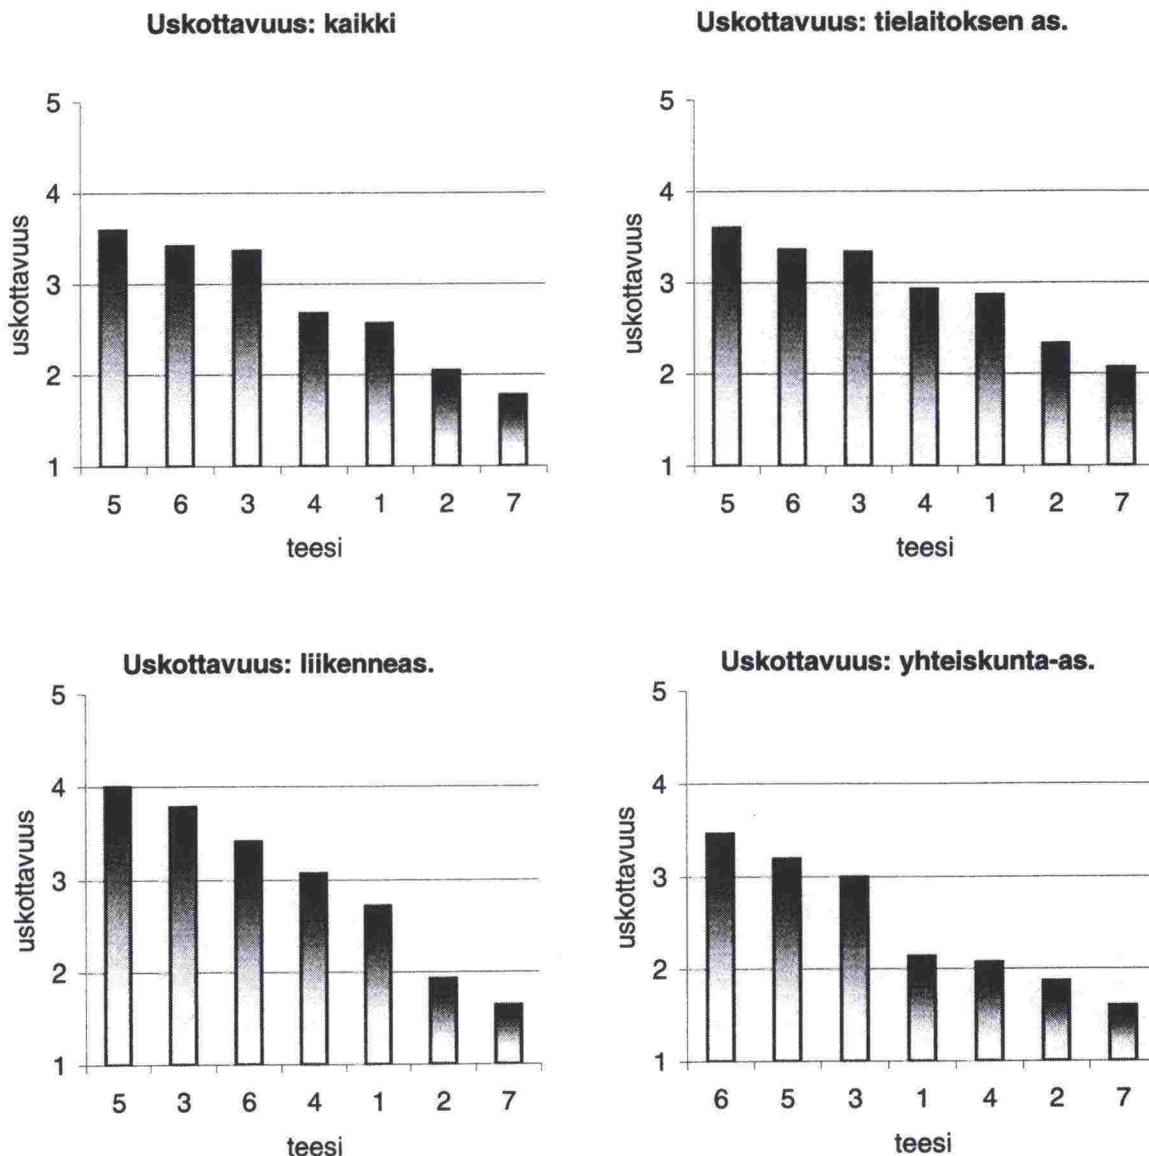 Uskottavuus: kaikki
5
4
3
2
1
uskottavuus
5 6 3 4 1 2 7
teesi
Uskottavuus: tielaitoksen as.
5
4
3
2
1
uskottavuus
5 6 3 4 1 2 7
teesi
Uskottavuus: liikenneas.
5
4
3
2
1
uskottavuus
5 3 6 4 1 2 7
teesi
Uskottavuus: yhteiskunta-as.
5
4
3
2
1
uskottavuus
6 5 3 1 4 2 7
teesi